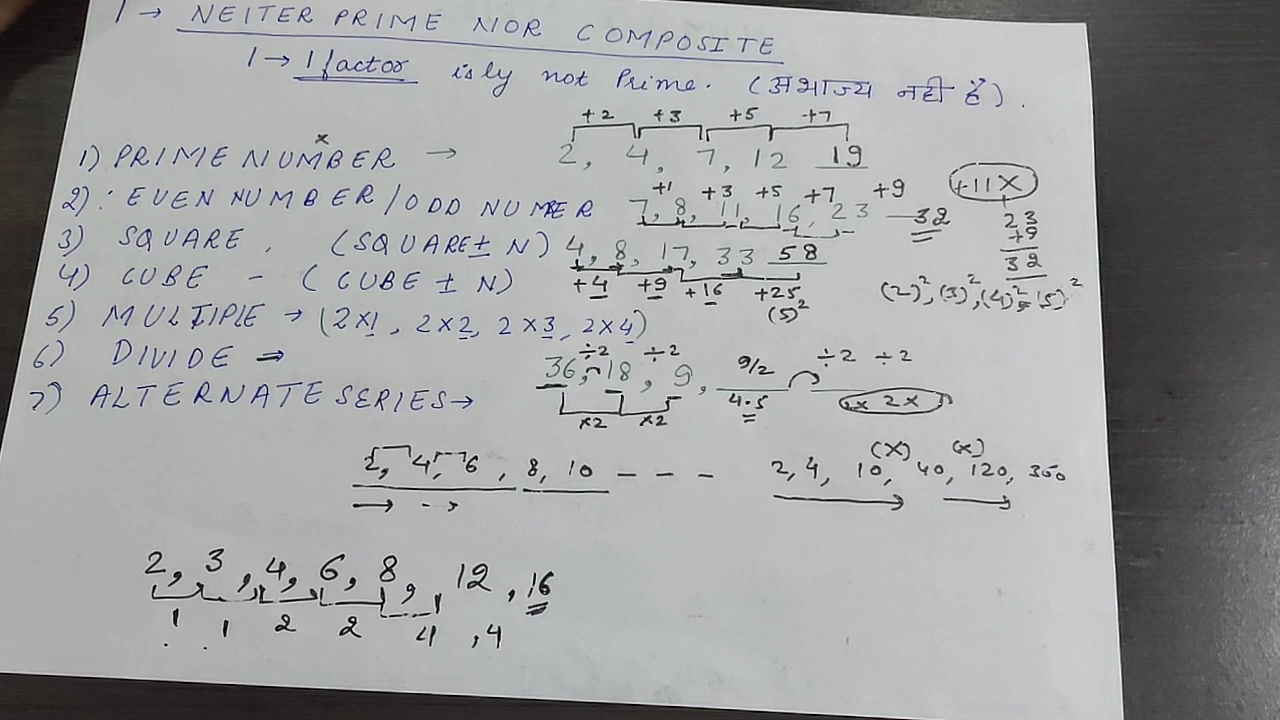 1 → NEITER PRIME NOR COMPOSITE
1 → 1 factor is ly not Prime. (अभाज्य नहीं है).
+2 +3 +5 +7
1) PRIME NUMBER → 2, 4, 7, 12 19
+1 +3 +5 +7 +9 +11 X
2): EVEN NUMBER / ODD NUMBER 7, 8, 11, 16, 23 32
23
+9
32
3) SQUARE. (SQUARE ± N) 4, 8, 17, 33 58
4) CUBE - (CUBE ± N) +4 +9 +16 +25
(5)²
(2)², (3)², (4)², (5)²
5) MULTIPLE → (2×1, 2×2, 2×3, 2×4)
÷2 ÷2 9/2 ÷2 ÷2
6) DIVIDE ⇒ 36, 18, 9,
4.5
×2 ×2
7) ALTERNATE SERIES →
(X) (X)
2, 4, 6, 8, 10 - - - 2, 4, 10, 40, 120, 350
2, 3, 4, 6, 8, 12, 16
1 1 2 2 4, 4